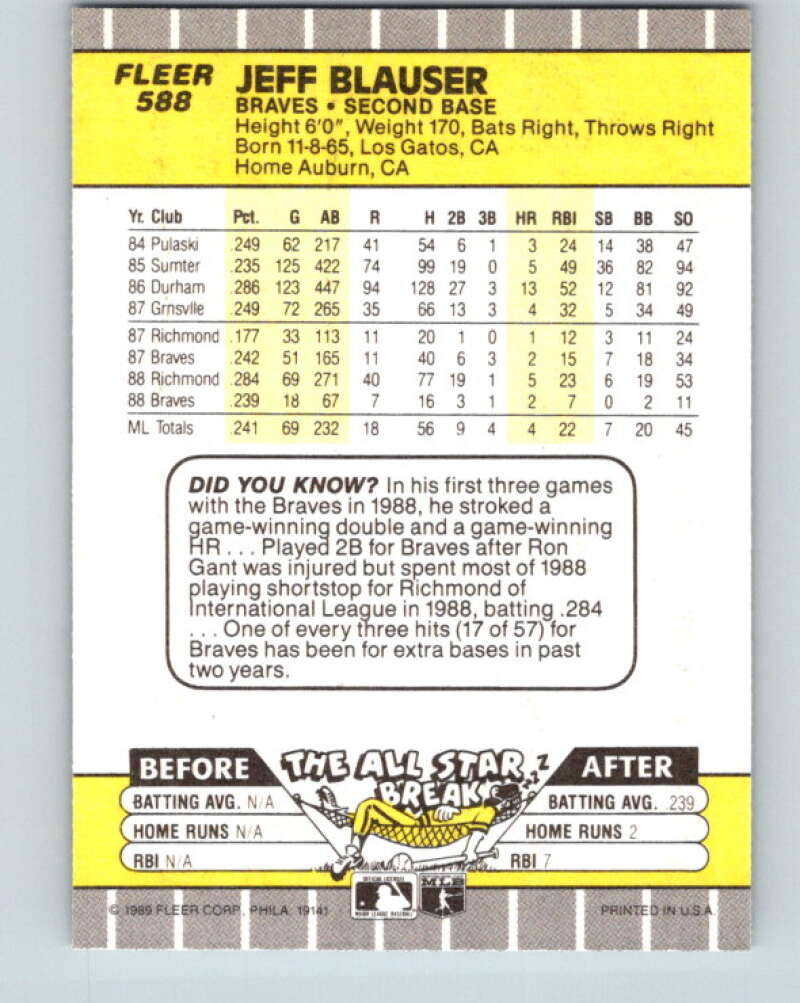 FLEER
588
JEFF BLAUSER
BRAVES • SECOND BASE
Height 6'0", Weight 170, Bats Right, Throws Right
Born 11-8-65, Los Gatos, CA
Home Auburn, CA
Yr. Club Pct. G AB R H 2B 3B HR RBI SB BB SO
84 Pulaski .249 62 217 41 54 6 1 3 24 14 38 47
85 Sumter .235 125 422 74 99 19 0 5 49 36 82 94
86 Durham .286 123 447 94 128 27 3 13 52 12 81 92
87 Grnsvlle .249 72 265 35 66 13 3 4 32 5 34 49
87 Richmond .177 33 113 11 20 1 0 1 12 3 11 24
87 Braves .242 51 165 11 40 6 3 2 15 7 18 34
88 Richmond .284 69 271 40 77 19 1 5 23 6 19 53
88 Braves .239 18 67 7 16 3 1 2 7 0 2 11
ML Totals .241 69 232 18 56 9 4 4 22 7 20 45
DID YOU KNOW? In his first three games
with the Braves in 1988, he stroked a
game-winning double and a game-winning
HR . . . Played 2B for Braves after Ron
Gant was injured but spent most of 1988
playing shortstop for Richmond of
International League in 1988, batting .284
. . . One of every three hits (17 of 57) for
Braves has been for extra bases in past
two years.
BEFORE THE ALL STAR BREAK AFTER
ZZZ
BATTING AVG. N/A BATTING AVG. .239
HOME RUNS N/A HOME RUNS 2
RBI N/A RBI 7
OFFICIAL LICENSEE
MAJOR LEAGUE BASEBALL
MLB
© 1989 FLEER CORP. PHILA. 19141 PRINTED IN U.S.A.